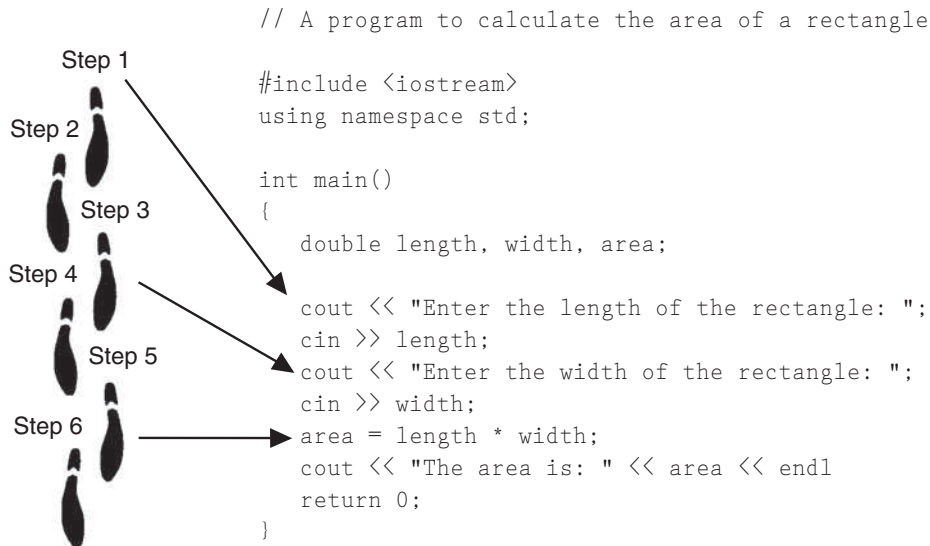 // A program to calculate the area of a rectangle
Step 1
#include <iostream>
using namespace std;
Step 2
int main()
Step 3
{
double length, width, area;
Step 4
cout << "Enter the length of the rectangle: ";
cin >> length;
Step 5
cout << "Enter the width of the rectangle: ";
cin >> width;
Step 6
area = length * width;
cout << "The area is: " << area << endl
return 0;
}